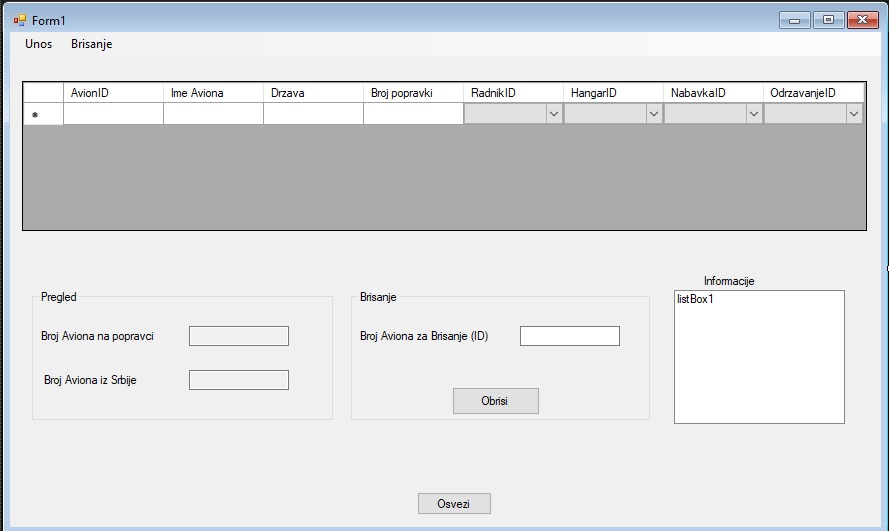 Form1
Unos Brisanje
AvionID Ime Aviona Drzava Broj popravki RadnikID HangarID NabavkaID OdrzavanjeID
Informacije
Pregled Brisanje listBox1
Broj Aviona na popravci Broj Aviona za Brisanje (ID)
Broj Aviona iz Srbije
Obrisi
Osvezi